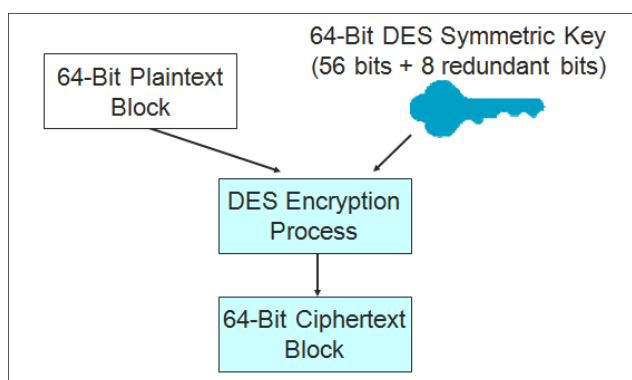 64-Bit DES Symmetric Key
(56 bits + 8 redundant bits)
64-Bit Plaintext
Block
DES Encryption
Process
64-Bit Ciphertext
Block